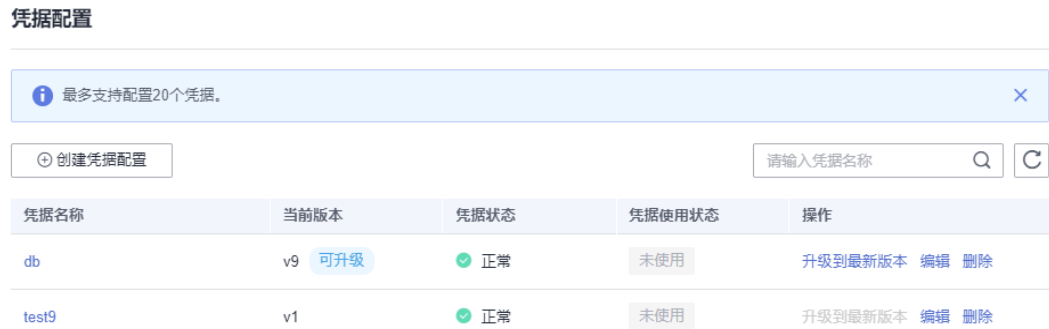 凭据配置
最多支持配置20个凭据。
创建凭据配置 请输入凭据名称
凭据名称 当前版本 凭据状态 凭据使用状态 操作
db v9 可升级 正常 未使用 升级到最新版本 编辑 删除
test9 v1 正常 未使用 升级到最新版本 编辑 删除